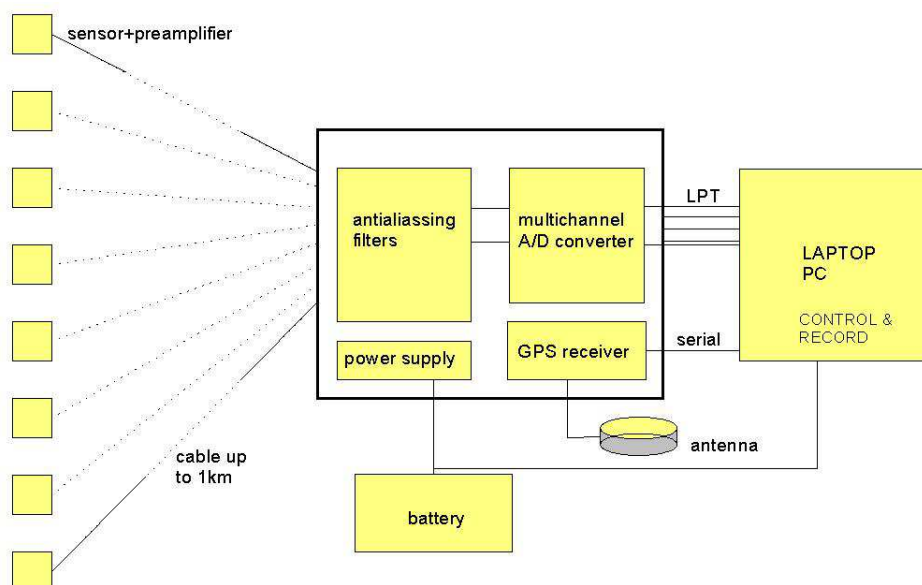 sensor+preamplifier
antialiassing
filters
multichannel
A/D converter
LPT
LAPTOP
PC
CONTROL &
RECORD
power supply
GPS receiver
serial
antenna
cable up
to 1km
battery